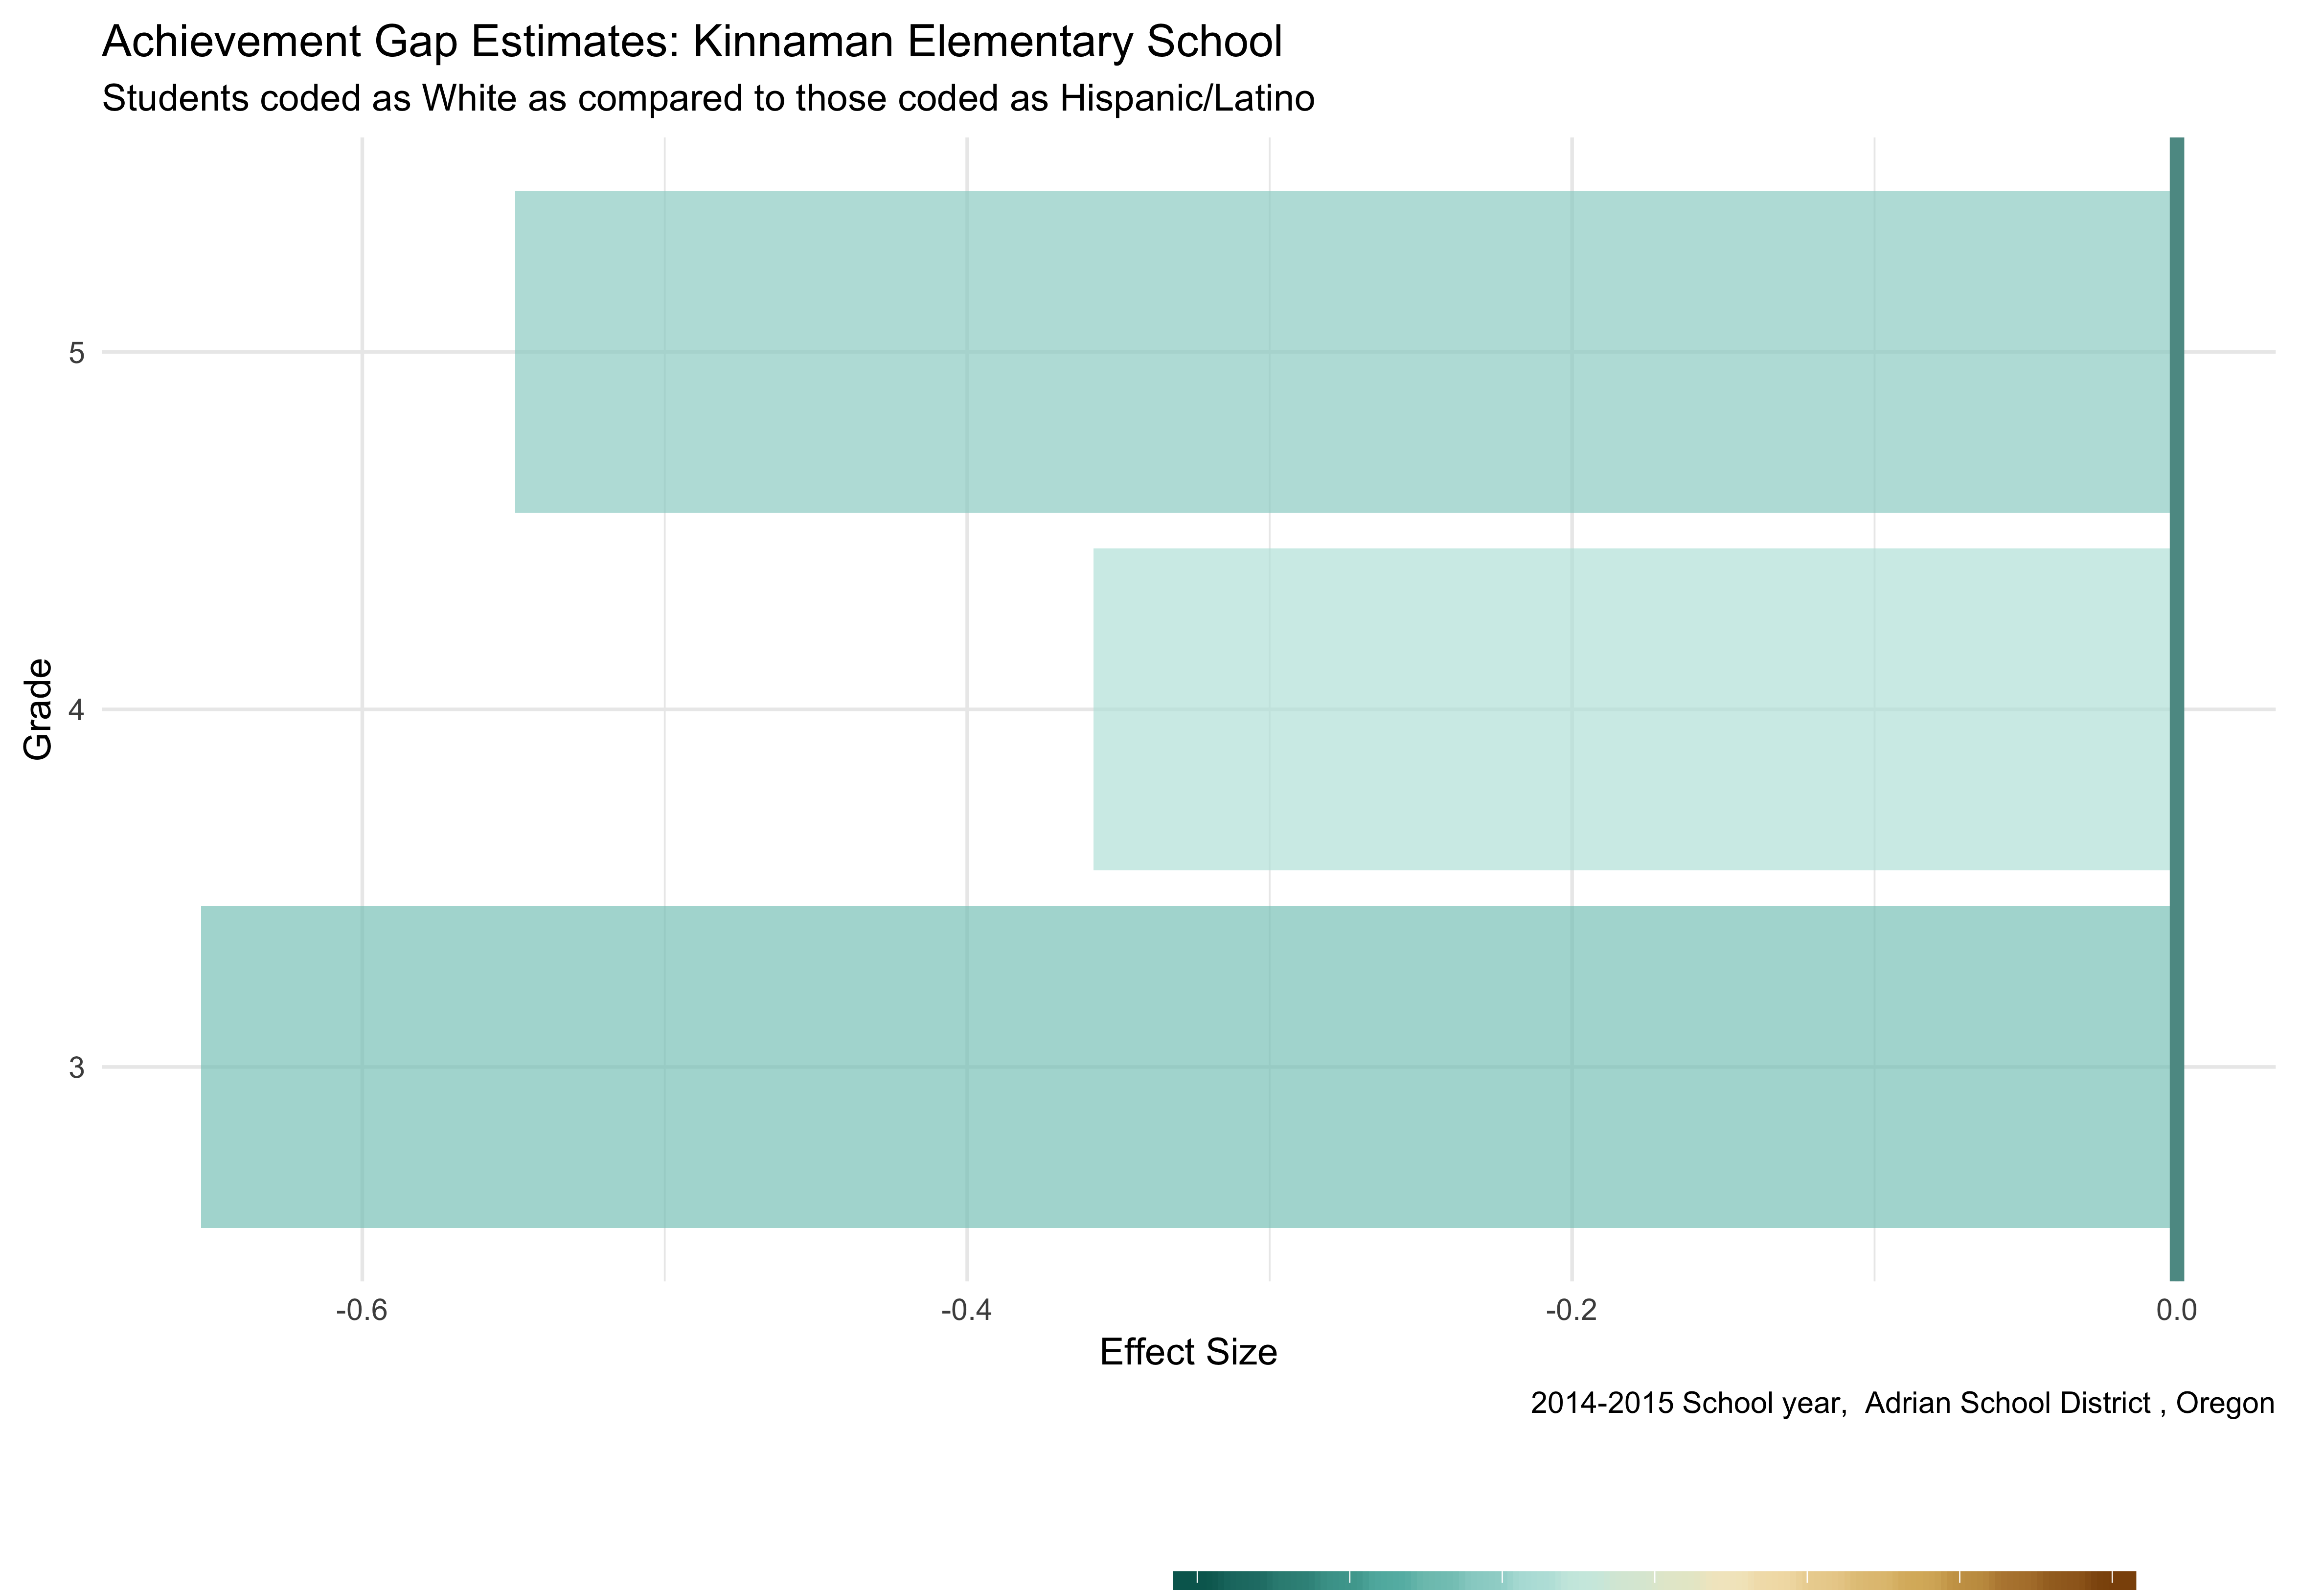 Achievement Gap Estimates: Kinnaman Elementary School
Students coded as White as compared to those coded as Hispanic/Latino
5
4
3
Grade
-0.6 -0.4 -0.2 0.0
Effect Size
2014-2015 School year,  Adrian School District , Oregon